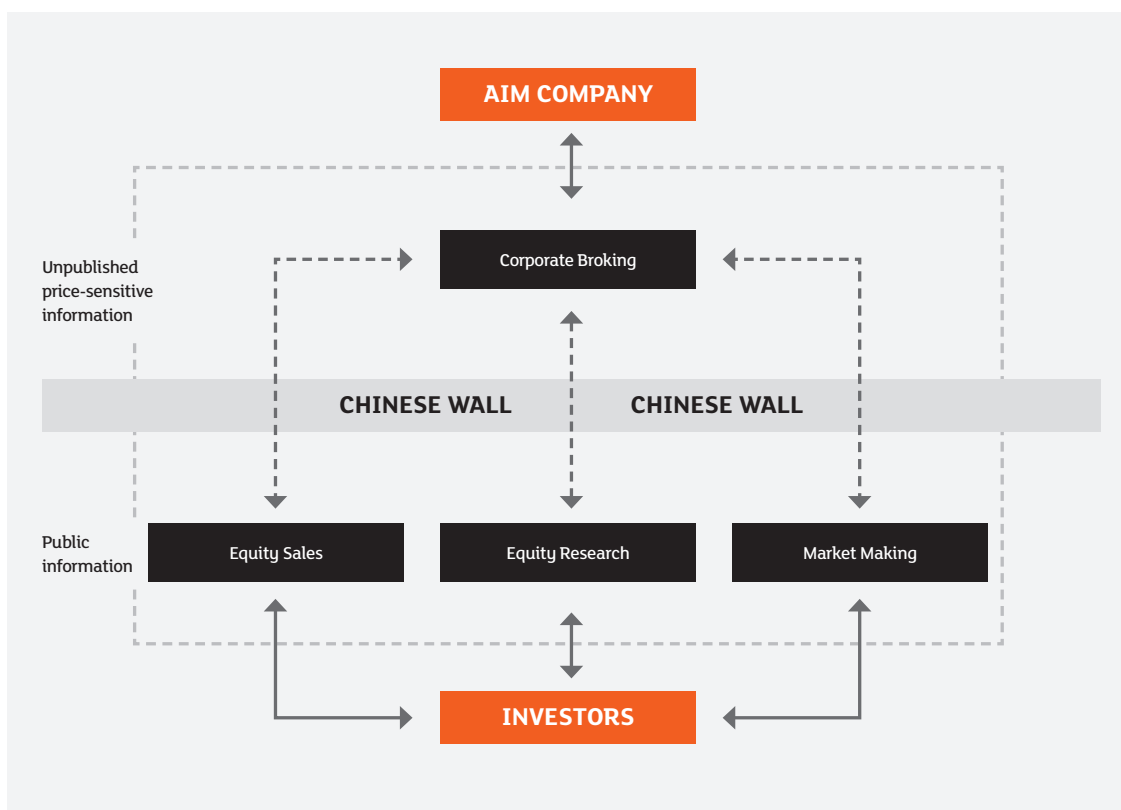 AIM COMPANY
Corporate Broking
Unpublished
price-sensitive
information
CHINESE WALL CHINESE WALL
Public
information
Equity Sales
Equity Research
Market Making
INVESTORS